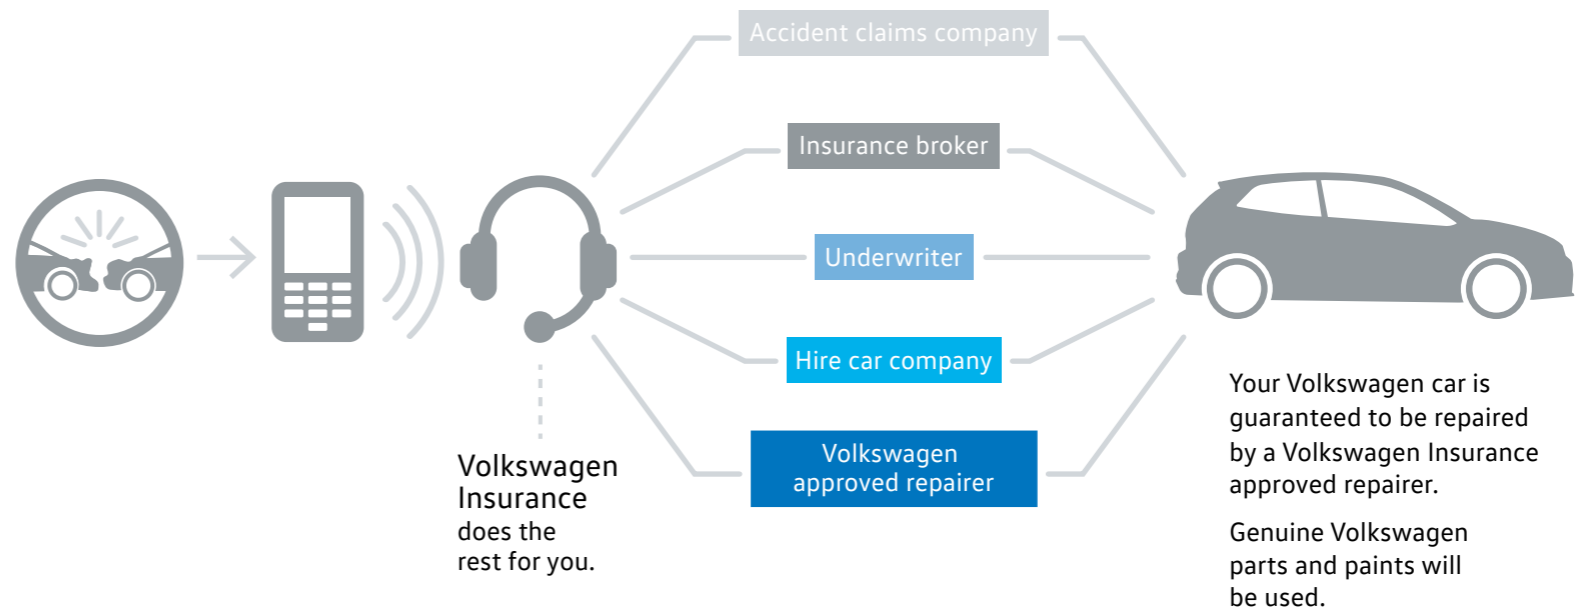 Accident claims company
Insurance broker
Underwriter
Hire car company
Volkswagen
approved repairer
Volkswagen
Insurance
does the
rest for you.
Your Volkswagen car is
guaranteed to be repaired
by a Volkswagen Insurance
approved repairer.
Genuine Volkswagen
parts and paints will
be used.